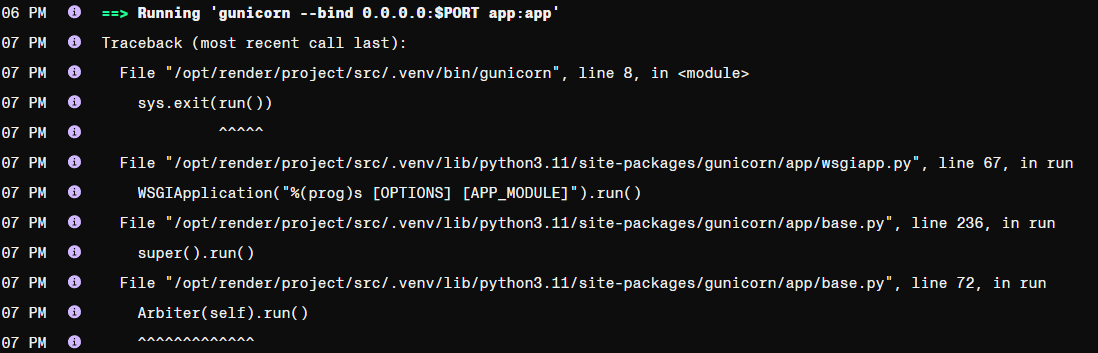 06 PM ==> Running 'gunicorn --bind 0.0.0.0:$PORT app:app'
07 PM Traceback (most recent call last):
07 PM   File "/opt/render/project/src/.venv/bin/gunicorn", line 8, in <module>
07 PM     sys.exit(run())
07 PM              ^^^^^
07 PM   File "/opt/render/project/src/.venv/lib/python3.11/site-packages/gunicorn/app/wsgiapp.py", line 67, in run
07 PM     WSGIApplication("%(prog)s [OPTIONS] [APP_MODULE]").run()
07 PM   File "/opt/render/project/src/.venv/lib/python3.11/site-packages/gunicorn/app/base.py", line 236, in run
07 PM     super().run()
07 PM   File "/opt/render/project/src/.venv/lib/python3.11/site-packages/gunicorn/app/base.py", line 72, in run
07 PM     Arbiter(self).run()
07 PM     ^^^^^^^^^^^^^